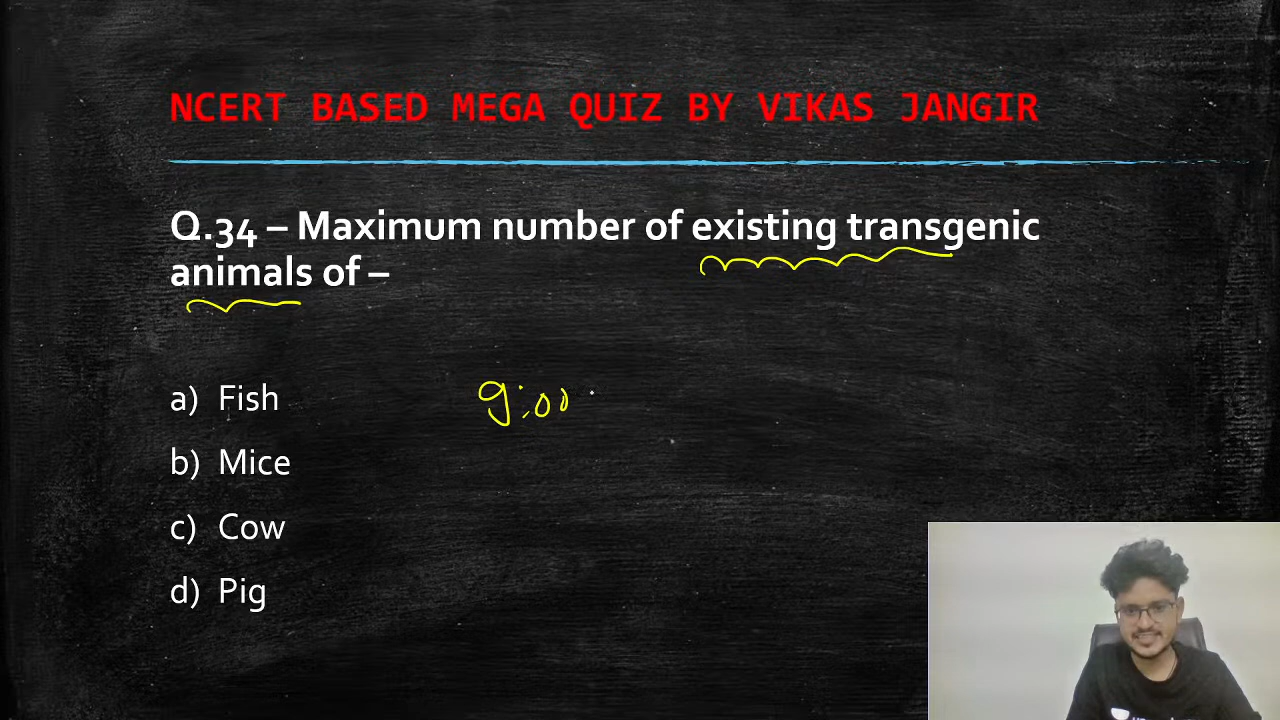 NCERT BASED MEGA QUIZ BY VIKAS JANGIR
Q.34 – Maximum number of existing transgenic
animals of –
a) Fish
9:00
b) Mice
c) Cow
d) Pig